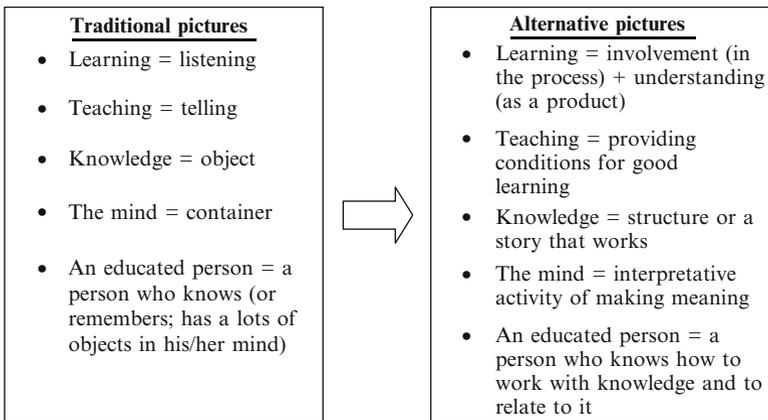 Traditional pictures
• Learning = listening
• Teaching = telling
• Knowledge = object
• The mind = container
• An educated person = a
person who knows (or
remembers; has a lots of
objects in his/her mind)
Alternative pictures
• Learning = involvement (in
the process) + understanding
(as a product)
• Teaching = providing
conditions for good
learning
• Knowledge = structure or a
story that works
• The mind = interpretative
activity of making meaning
• An educated person = a
person who knows how to
work with knowledge and to
relate to it